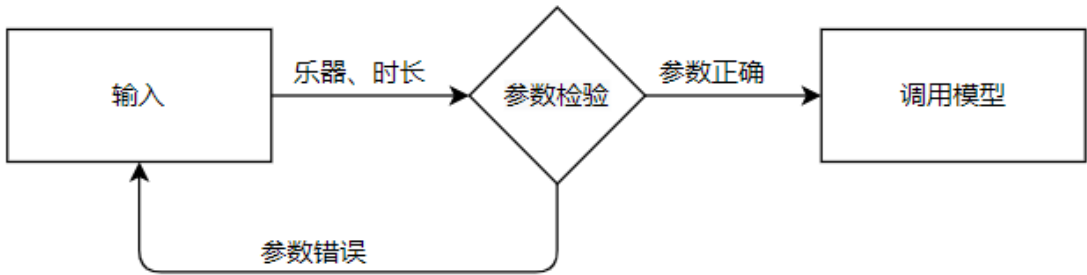 输入
乐器、时长
参数检验
参数正确
调用模型
参数错误